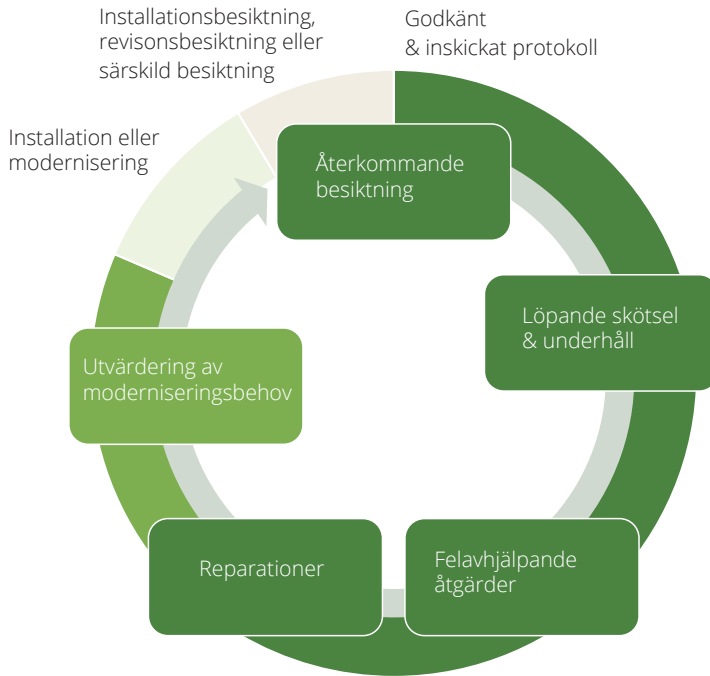 Installationsbesiktning,
revisonsbesiktning eller
särskild besiktning
Godkänt
& inskickat protokoll
Installation eller
modernisering
Återkommande
besiktning
Löpande skötsel
& underhåll
Utvärdering av
moderniseringsbehov
Reparationer
Felavhjälpande
åtgärder